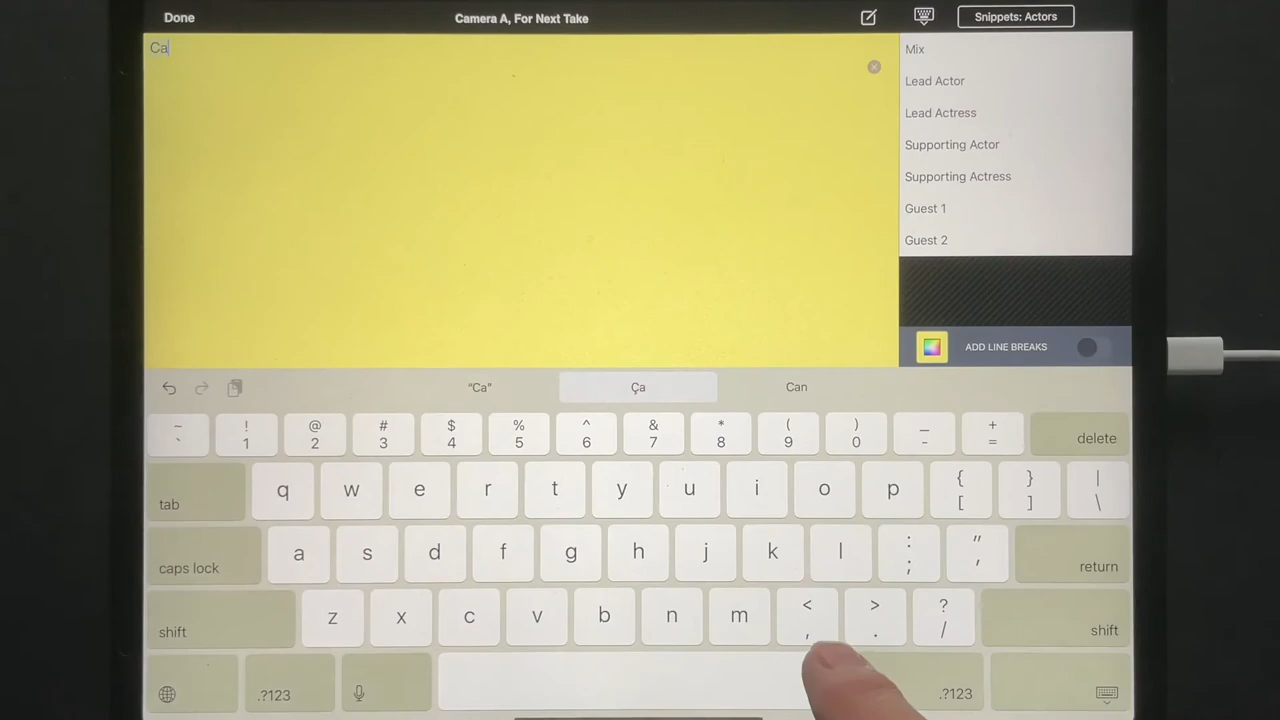 Done
Camera A, For Next Take
Snippets: Actors
Ca
Mix
Lead Actor
Lead Actress
Supporting Actor
Supporting Actress
Guest 1
Guest 2
ADD LINE BREAKS
“Ca”
Ça
Can
~ ! @ # $ % ^ & * ( ) _ +
` 1 2 3 4 5 6 7 8 9 0 - = delete
tab q w e r t y u i o p { [ } ] | \
caps lock a s d f g h j k l : ; " ' return
shift z x c v b n m < , > . ? / shift
.?123 .?123